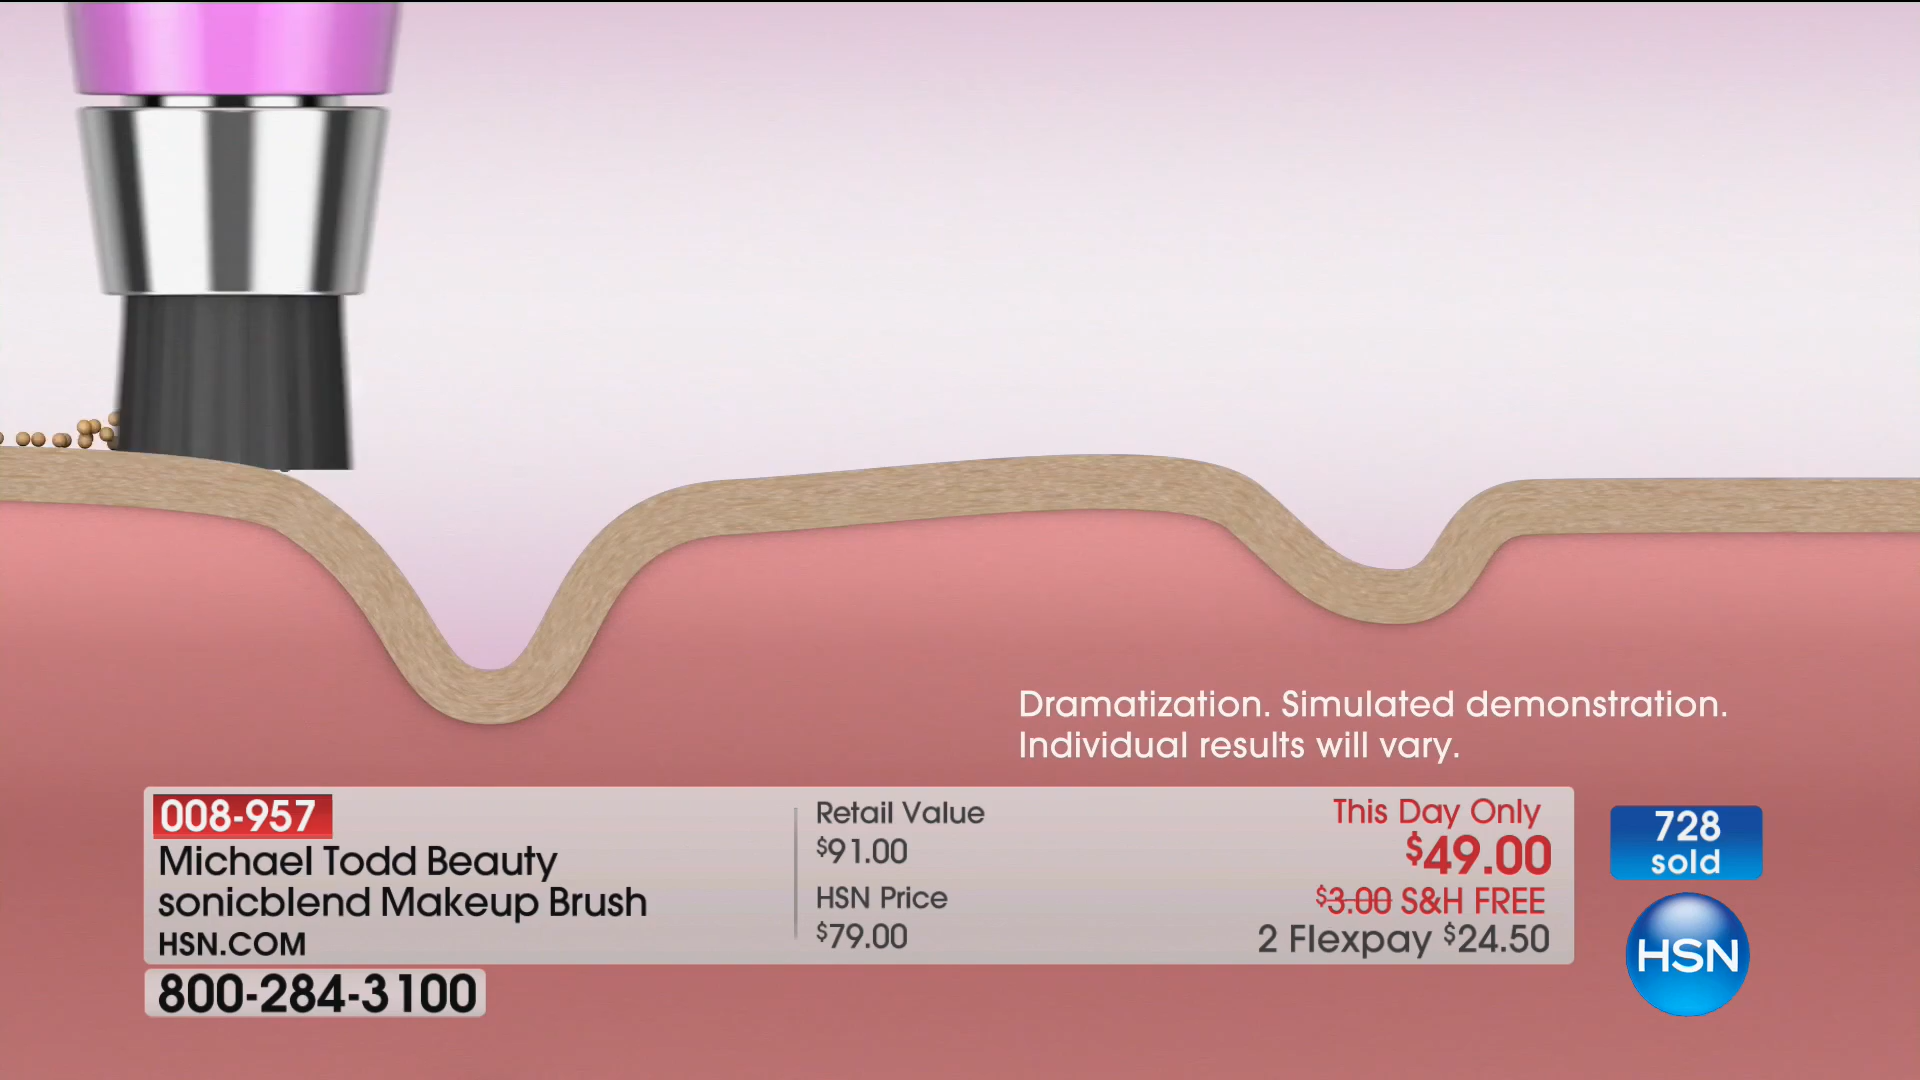 Dramatization. Simulated demonstration.
Individual results will vary.
008-957
Michael Todd Beauty
sonicblend Makeup Brush
HSN.COM
800-284-3100
Retail Value
$91.00
HSN Price
$79.00
This Day Only
$49.00
$3.00 S&H FREE
2 Flexpay $24.50
728
sold
HSN